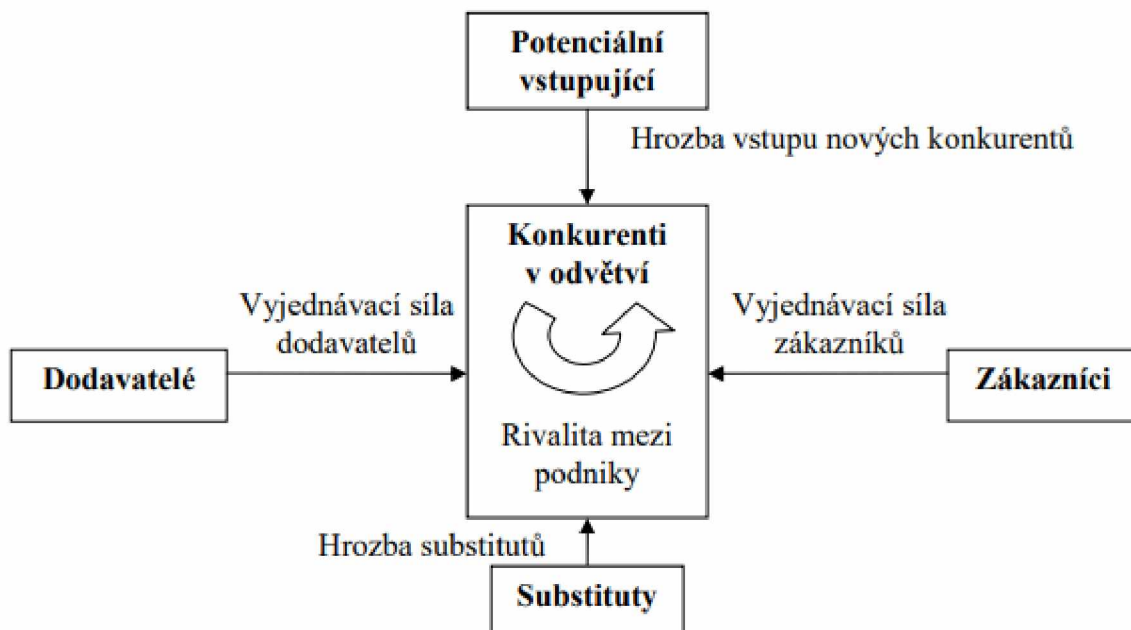 Potenciální
vstupující
Hrozba vstupu nových konkurentů
Konkurenti
v odvětví
Vyjednávací síla
dodavatelů
Vyjednávací síla
zákazníků
Dodavatelé
Zákazníci
Rivalita mezi
podniky
Hrozba substitutů
Substituty